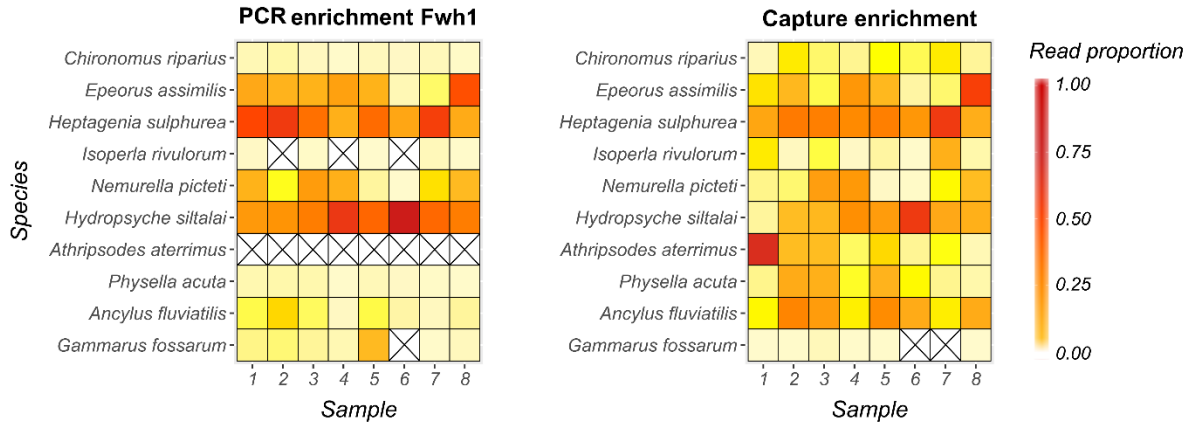 PCR enrichment Fwh1
Capture enrichment
Species
Chironomus riparius
Epeorus assimilis
Heptagenia sulphurea
Isoperla rivulorum
Nemurella picteti
Hydropsyche siltalai
Athripsodes aterrimus
Physella acuta
Ancylus fluviatilis
Gammarus fossarum
1 2 3 4 5 6 7 8
Sample
Chironomus riparius
Epeorus assimilis
Heptagenia sulphurea
Isoperla rivulorum
Nemurella picteti
Hydropsyche siltalai
Athripsodes aterrimus
Physella acuta
Ancylus fluviatilis
Gammarus fossarum
1 2 3 4 5 6 7 8
Sample
Read proportion
1.00
0.75
0.50
0.25
0.00